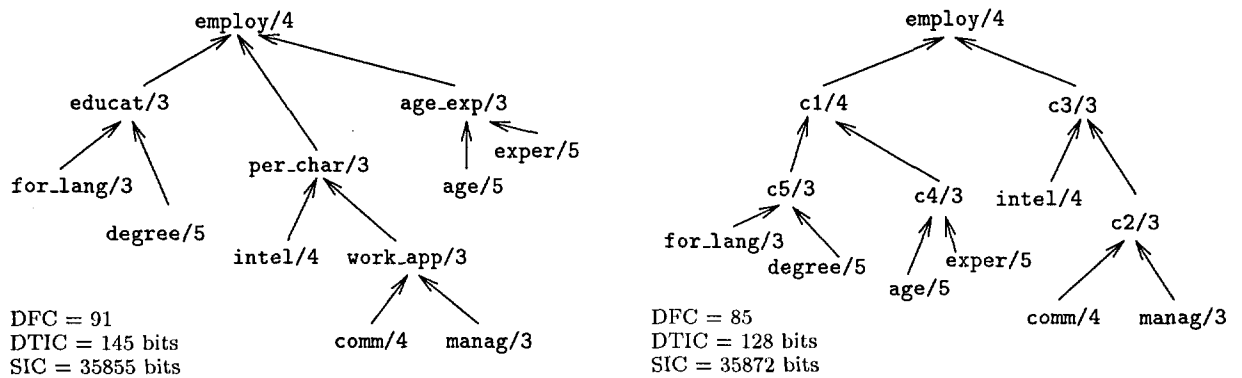 employ/4
educat/3
age_exp/3
exper/5
per_char/3
for_lang/3
age/5
degree/5
intel/4
work_app/3
comm/4
manag/3
DFC = 91
DTIC = 145 bits
SIC = 35855 bits
employ/4
c1/4
c3/3
c5/3
c4/3
intel/4
c2/3
for_lang/3
degree/5
exper/5
age/5
comm/4
manag/3
DFC = 85
DTIC = 128 bits
SIC = 35872 bits